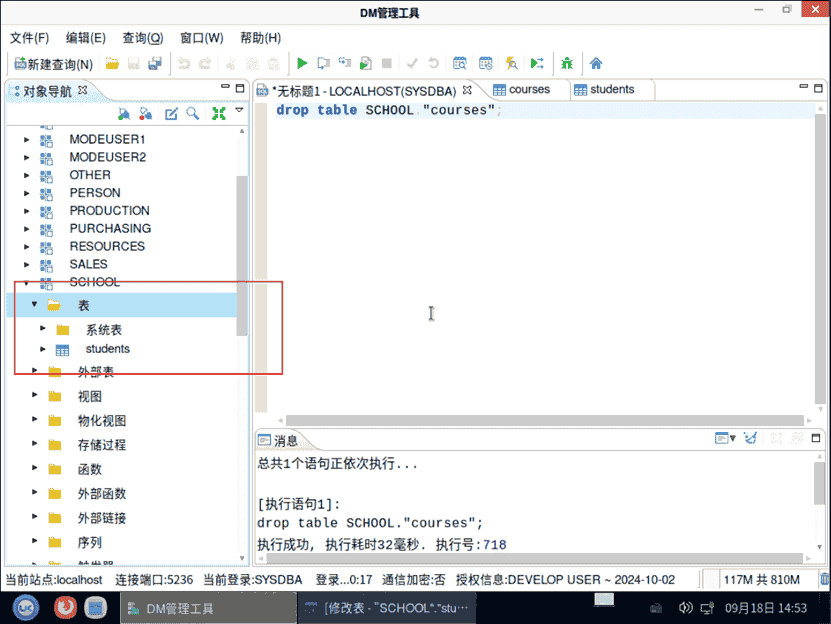 DM管理工具
文件(F) 编辑(E) 查询(Q) 窗口(W) 帮助(H)
新建查询(N)
对象导航
*无标题1 - LOCALHOST(SYSDBA) courses students
drop table SCHOOL."courses";
MODEUSER1
MODEUSER2
OTHER
PERSON
PRODUCTION
PURCHASING
RESOURCES
SALES
SCHOOL
表
系统表
students
外部表
视图
物化视图
存储过程
函数
外部函数
外部链接
序列
触发器
消息
总共1个语句正依次执行...
[执行语句1]:
drop table SCHOOL."courses";
执行成功, 执行耗时32毫秒. 执行号:718
当前站点:localhost 连接端口:5236 当前登录:SYSDBA 登录...0:17 通信加密:否 授权信息:DEVELOP USER ~ 2024-10-02 117M 共 810M
DM管理工具 [修改表 - "SCHOOL"."stu··· 09月18日 14:53